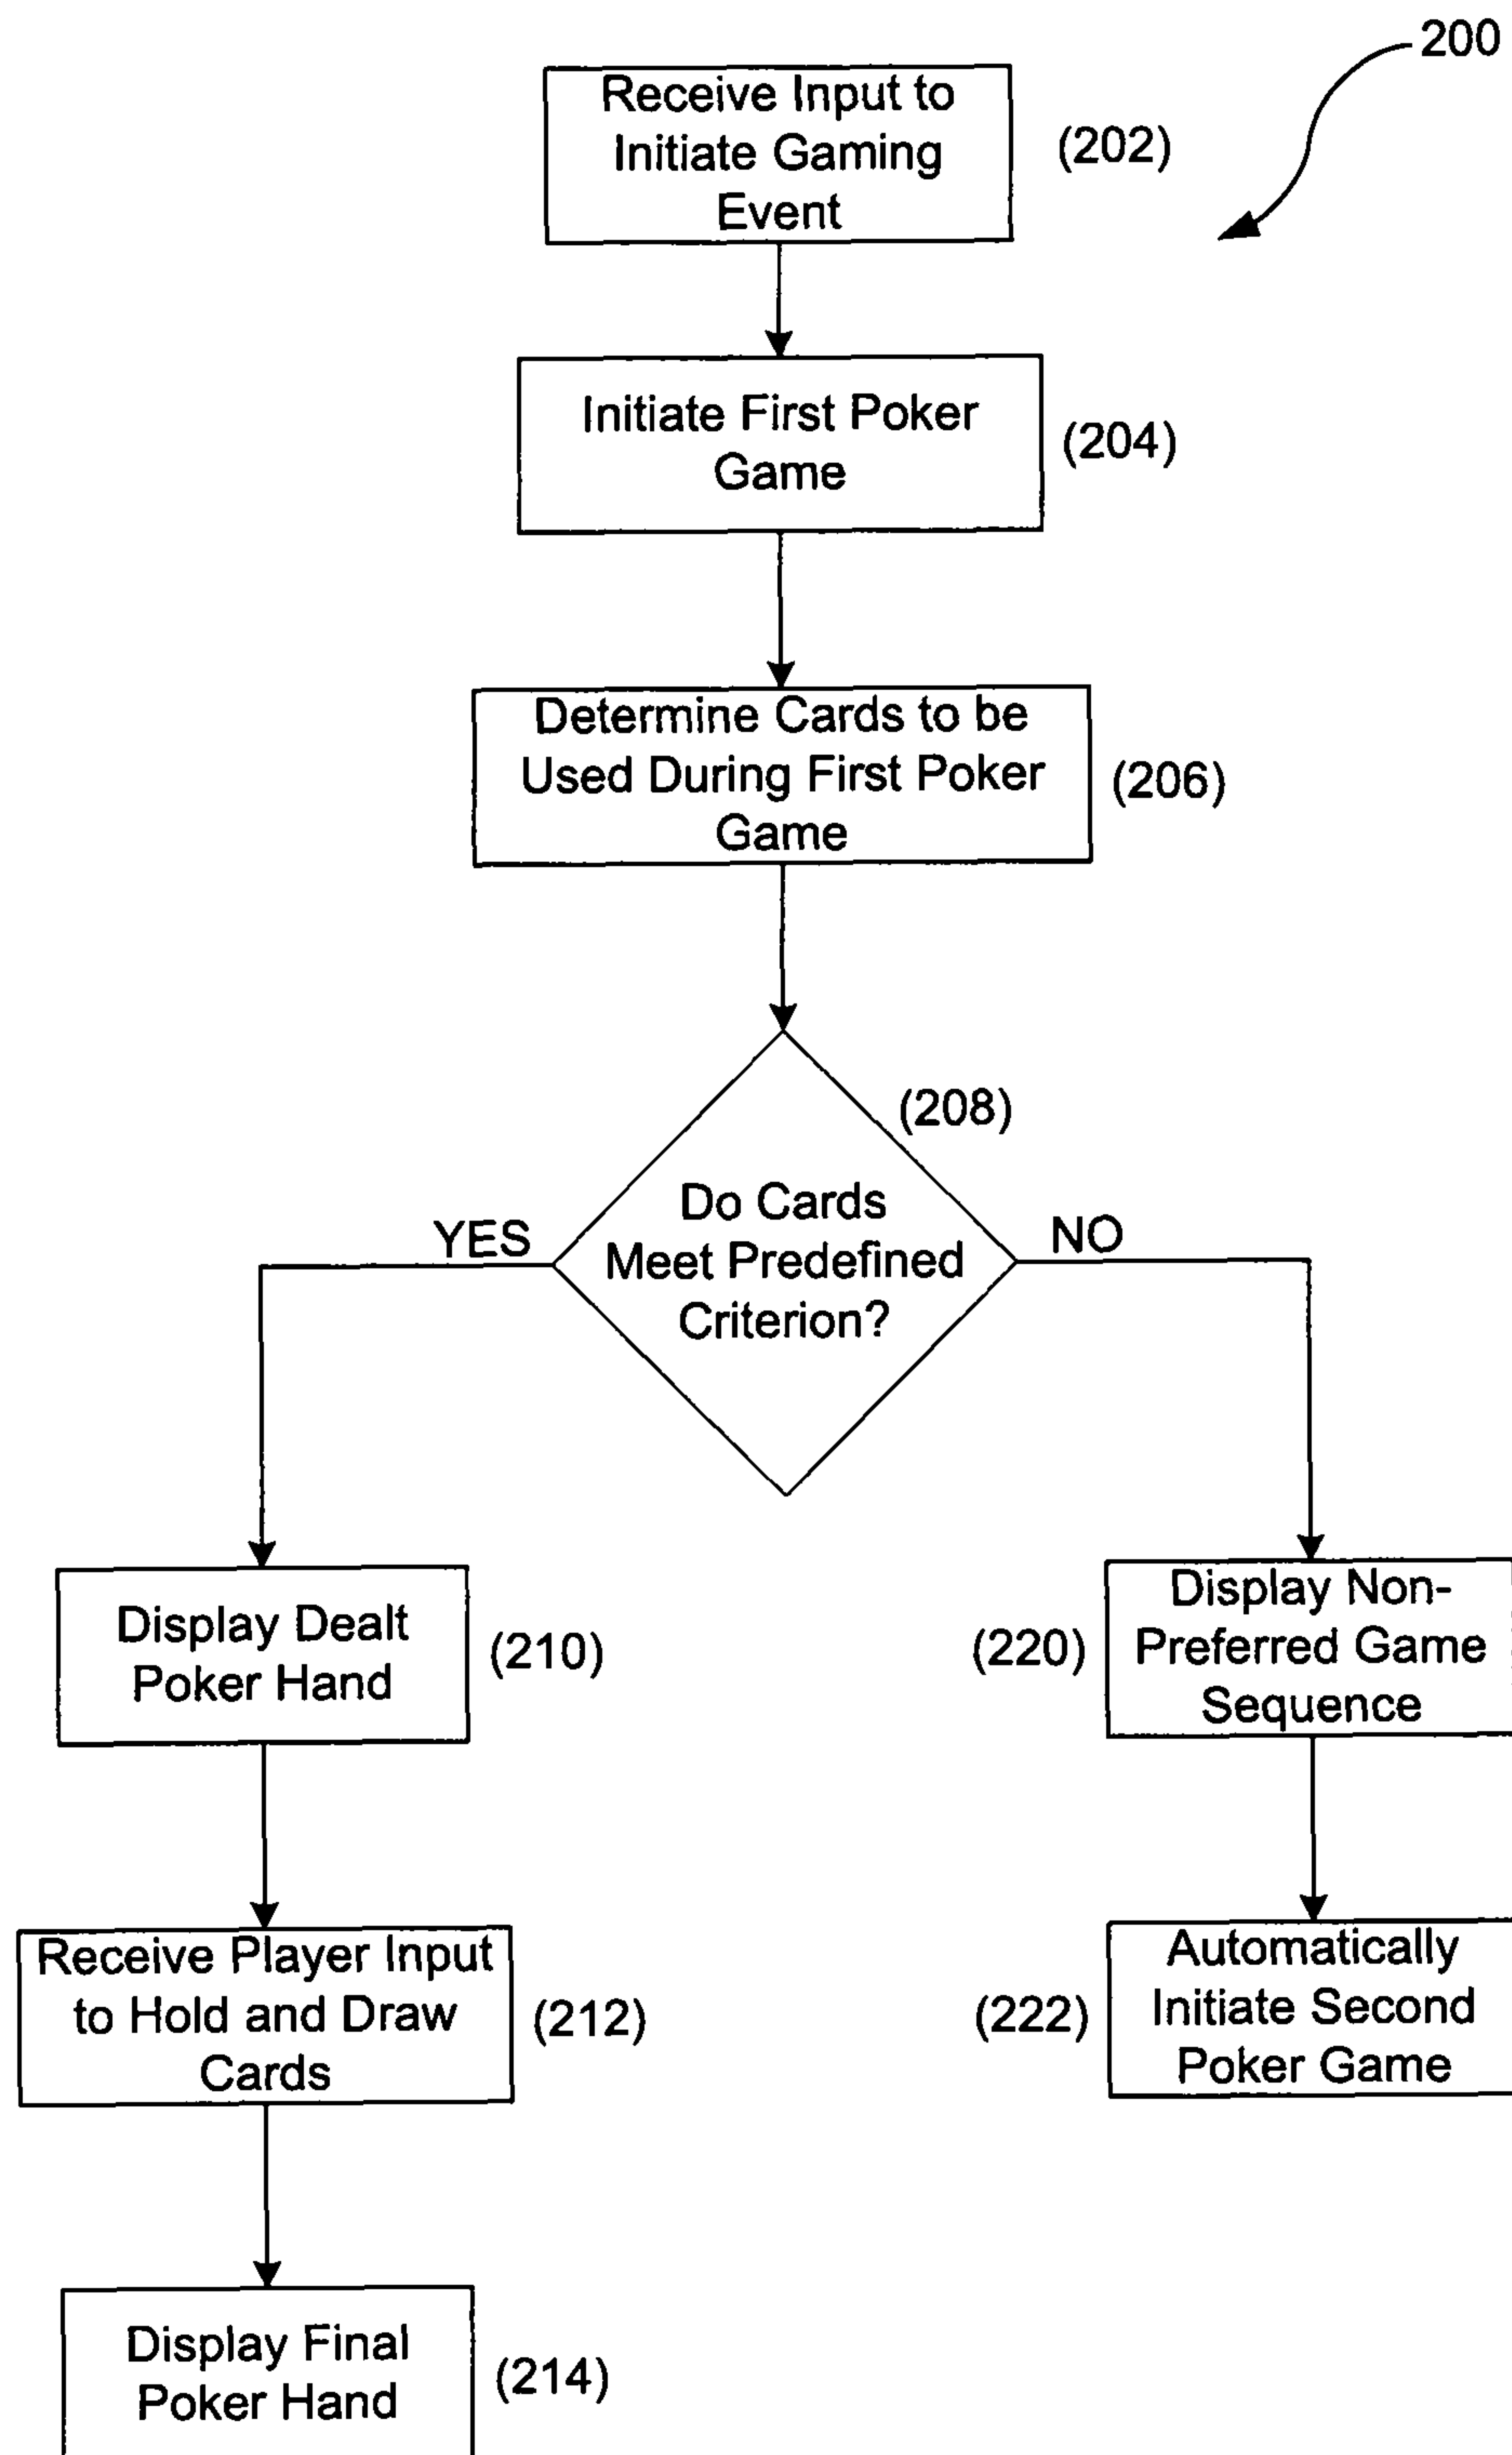 200
Receive Input to
Initiate Gaming
Event
(202)
Initiate First Poker
Game
(204)
Determine Cards to be
Used During First Poker
Game
(206)
(208)
Do Cards
Meet Predefined
Criterion?
YES
NO
Display Dealt
Poker Hand
(210)
Display Non-
Preferred Game
Sequence
(220)
Receive Player Input
to Hold and Draw
Cards
(212)
Automatically
Initiate Second
Poker Game
(222)
Display Final
Poker Hand
(214)